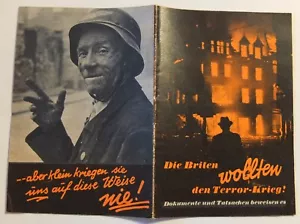 --aber klein kriegen sie
uns auf diese Weise
nie!
Die Briten
wollten
den Terror-Krieg!
Dokumente und Tatsachen beweisen es